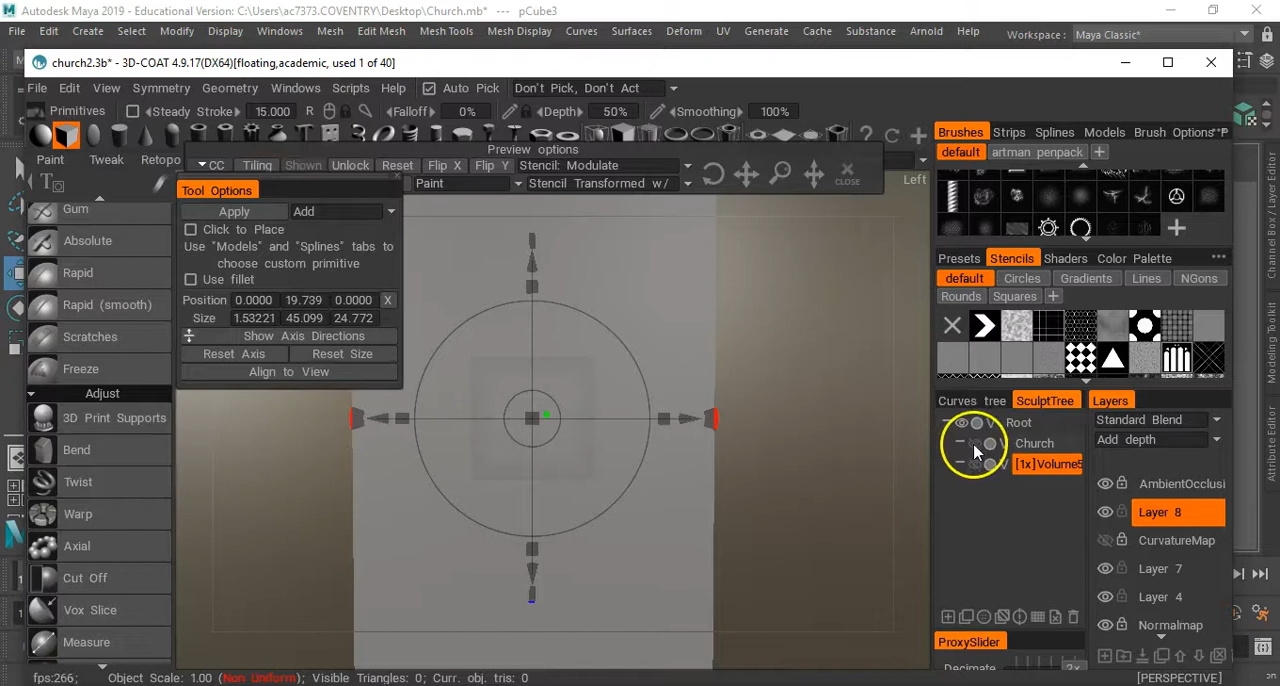 Autodesk Maya 2019 - Educational Version: C:\Users\ac7373.COVENTRY\Desktop\Church.mb* --- pCube3
File Edit Create Select Modify Display Windows Mesh Edit Mesh Mesh Tools Mesh Display Curves Surfaces Deform UV Generate Cache Substance Arnold Help Workspace : Maya Classic*
church2.3b* - 3D-COAT 4.9.17(DX64)[floating,academic, used 1 of 40]
File Edit View Symmetry Geometry Windows Scripts Help Auto Pick Don't Pick, Don't Act
Primitives Steady Stroke 15.000 R Falloff 0% Depth 50% Smoothing 100%
Paint Tweak Retopo
Preview options
CC Tiling Shown Unlock Reset Flip X Flip Y Stencil: Modulate
Paint Stencil Transformed w/ CLOSE
Left
Tool Options
Apply Add
Click to Place
Use "Models" and "Splines" tabs to
choose custom primitive
Use fillet
Position 0.0000 19.739 0.0000 X
Size 1.53221 45.099 24.772
Show Axis Directions
Reset Axis Reset Size
Align to View
Gum
Absolute
Rapid
Rapid (smooth)
Scratches
Freeze
Adjust
3D Print Supports
Bend
Twist
Warp
Axial
Cut Off
Vox Slice
Measure
Brushes Strips Splines Models Brush Options
default artman penpack
Presets Stencils Shaders Color Palette
default Circles Gradients Lines NGons
Rounds Squares
Curves tree SculptTree
Root
Church
[1x]Volume5
ProxySlider
Decimate 2x
Layers
Standard Blend
Add depth
AmbientOcclusi
Layer 8
CurvatureMap
Layer 7
Layer 4
Normalmap
Channel Box / Layer Editor
Modeling Toolkit
Attribute Editor
fps:266; Object Scale: 1.00 (Non Uniform); Visible Triangles: 0; Curr. obj. tris: 0 [PERSPECTIVE]